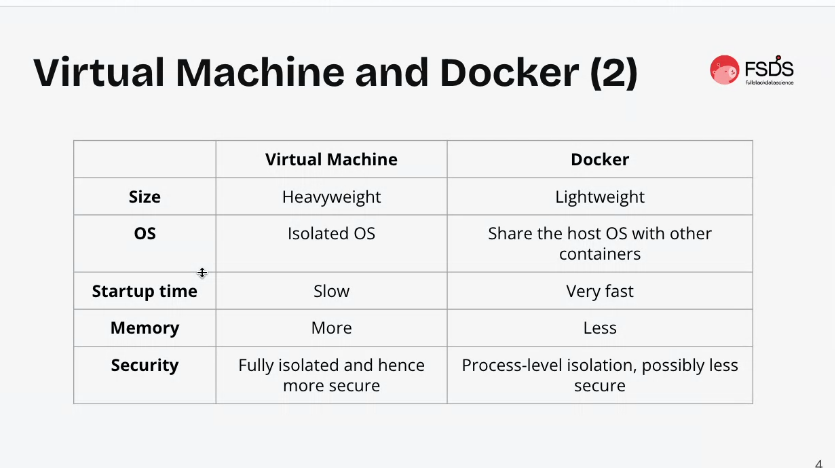 Virtual Machine and Docker (2)
FSDS
fullstackdatascience
Virtual Machine Docker
Size Heavyweight Lightweight
OS Isolated OS Share the host OS with other
containers
Startup time Slow Very fast
Memory More Less
Security Fully isolated and hence Process-level isolation, possibly less
more secure secure
4